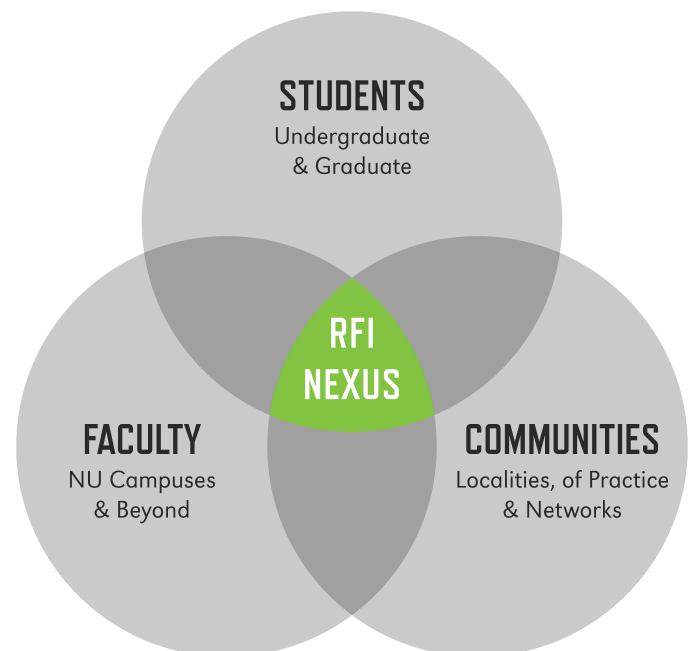 STUDENTS
Undergraduate
& Graduate
RFI
NEXUS
FACULTY
NU Campuses
& Beyond
COMMUNITIES
Localities, of Practice
& Networks